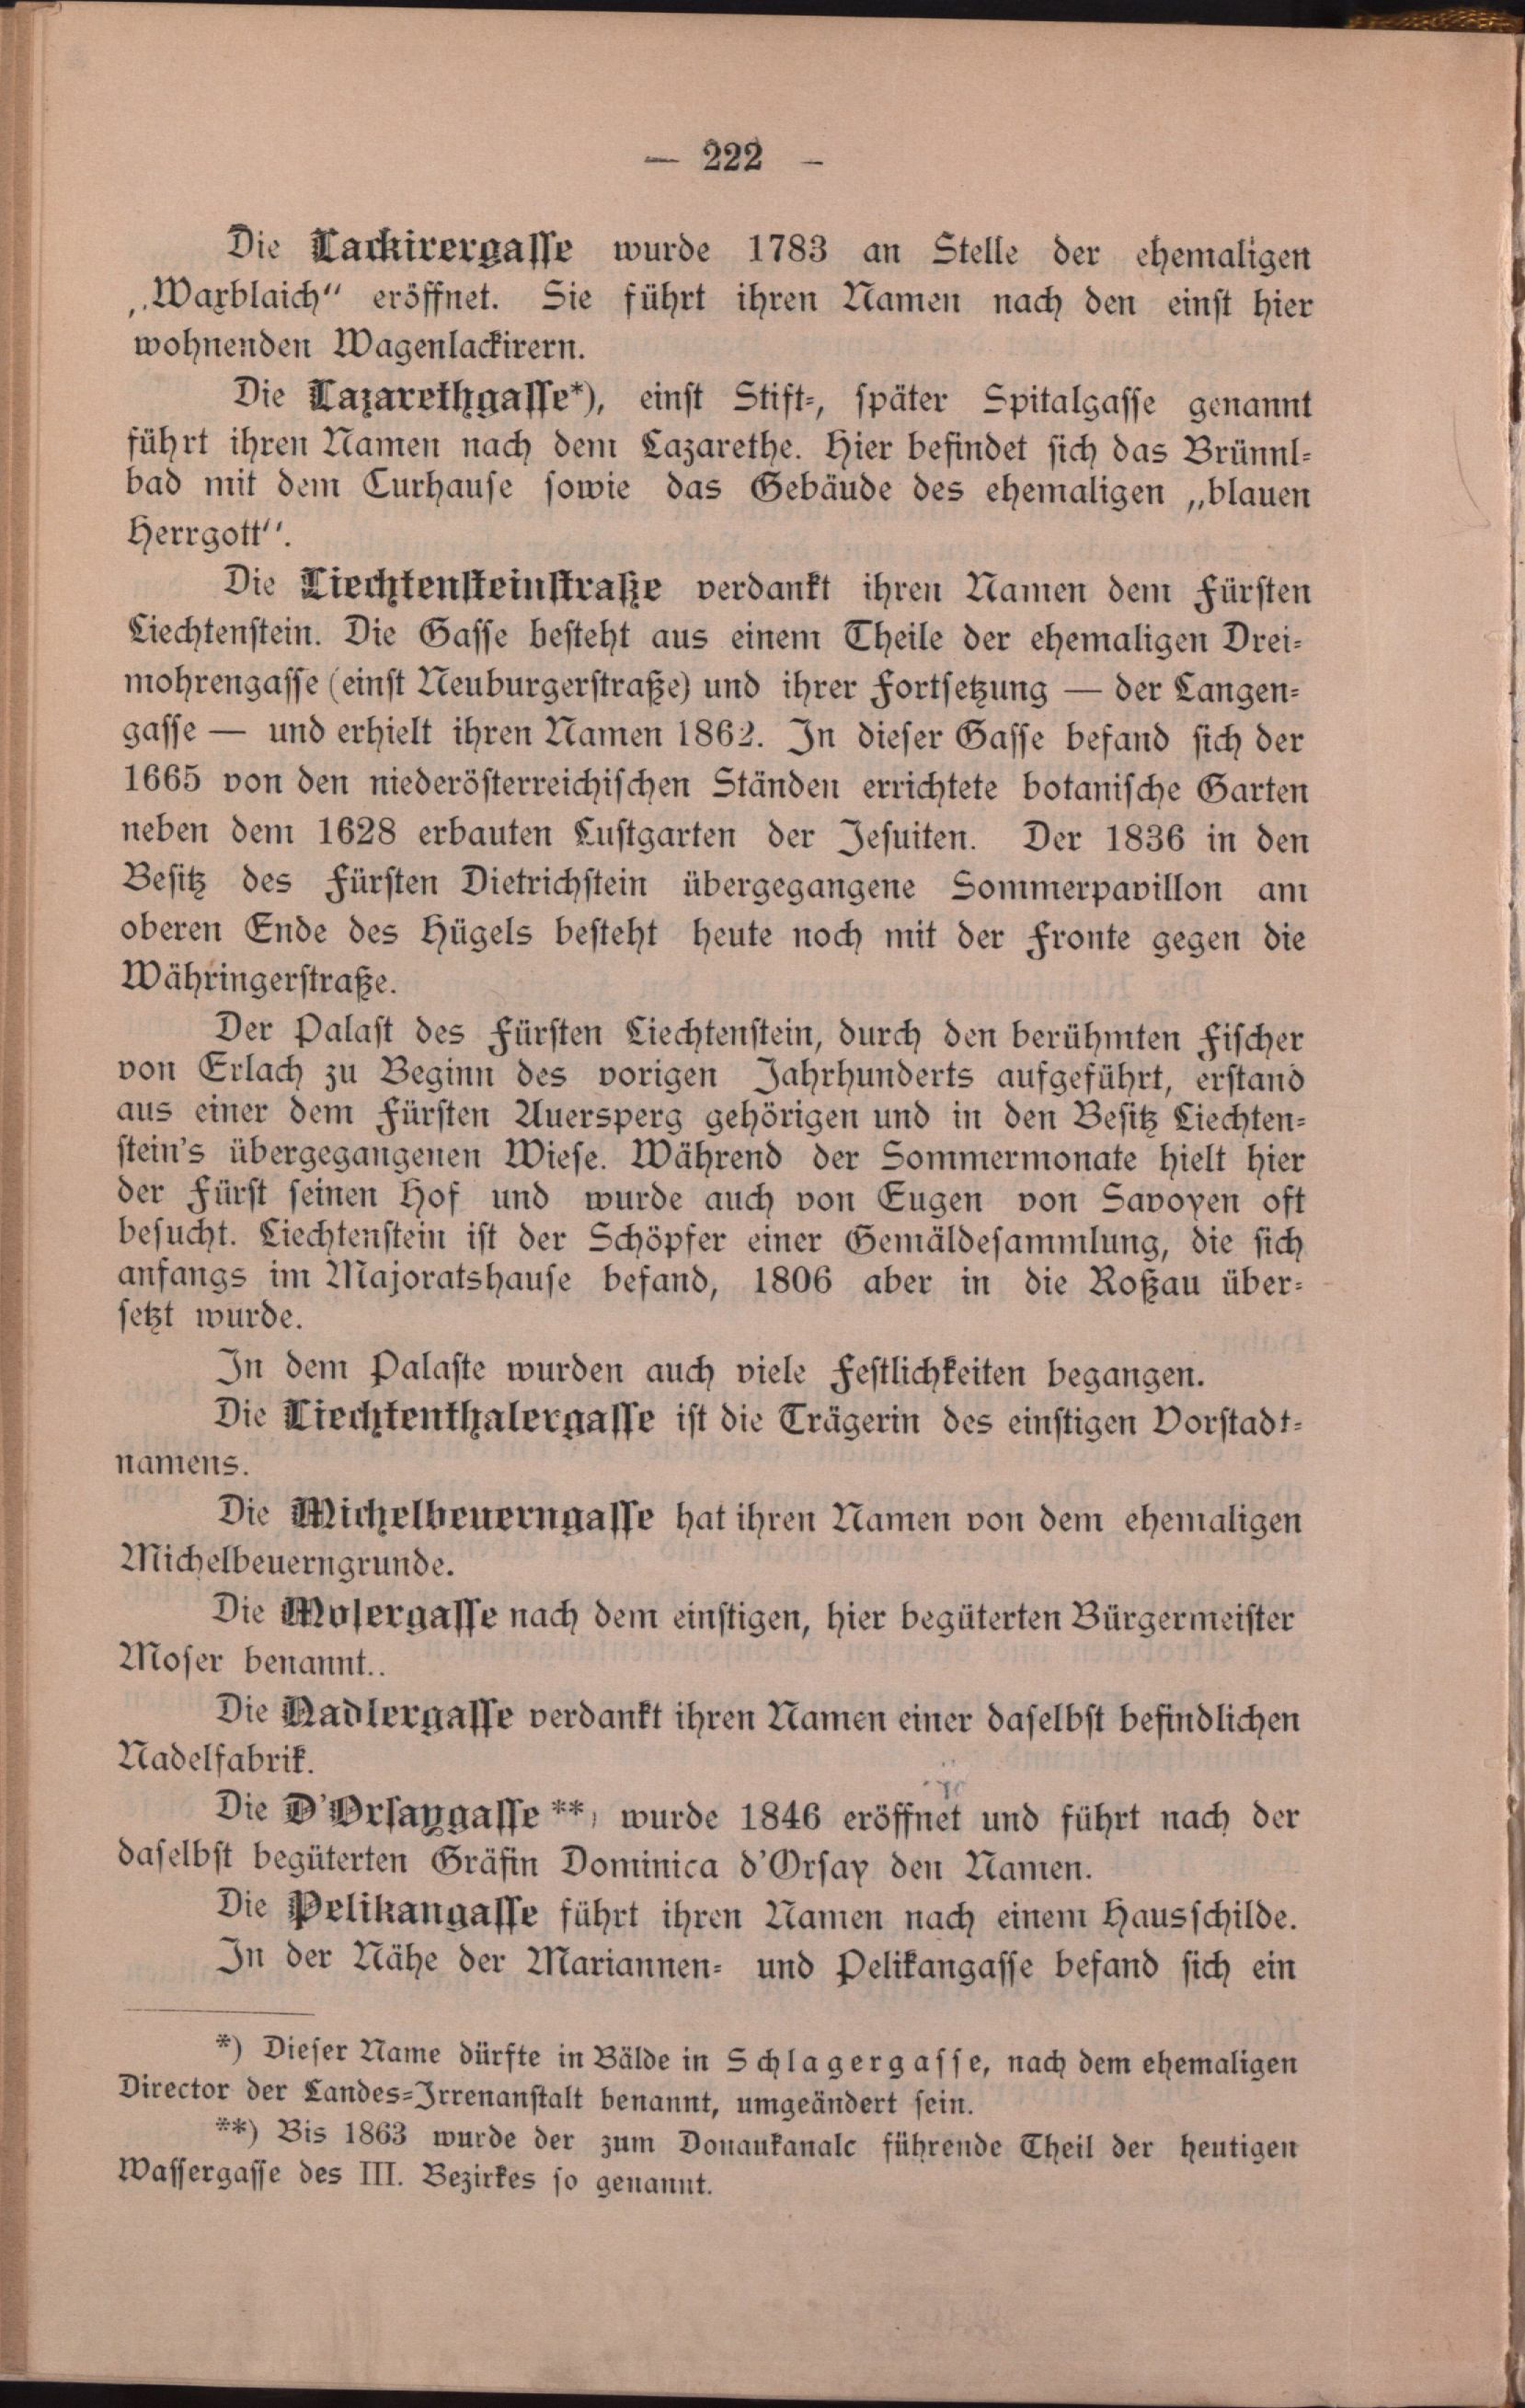 — 222 –
Die Lackirergasse wurde 1783 an Stelle der ehemaligen
„Waxblaich“ eröffnet. Sie führt ihren Namen nach den einst hier
wohnenden Wagenlackirern.
Die Lazarethgasse*), einst Stift-, später Spitalgasse genannt
führt ihren Namen nach dem Lazarethe. Hier befindet sich das Brünnl-
bad mit dem Curhause sowie das Gebäude des ehemaligen „blauen
Herrgott“.
Die Liechtensteinstraße verdankt ihren Namen dem Fürsten
Liechtenstein. Die Gasse besteht aus einem Theile der ehemaligen Drei-
mohrengasse (einst Neuburgerstraße) und ihrer Fortsetzung — der Langen-
gasse — und erhielt ihren Namen 1862. In dieser Gasse befand sich der
1665 von den niederösterreichischen Ständen errichtete botanische Garten
neben dem 1628 erbauten Lustgarten der Jesuiten. Der 1836 in den
Besitz des Fürsten Dietrichstein übergegangene Sommerpavillon am
oberen Ende des Hügels besteht heute noch mit der Fronte gegen die
Währingerstraße.
Der Palast des Fürsten Liechtenstein, durch den berühmten Fischer
von Erlach zu Beginn des vorigen Jahrhunderts aufgeführt, erstand
aus einer dem Fürsten Auersperg gehörigen und in den Besitz Liechten-
stein's übergegangenen Wiese. Während der Sommermonate hielt hier
der Fürst seinen Hof und wurde auch von Eugen von Savoyen oft
besucht. Liechtenstein ist der Schöpfer einer Gemäldesammlung, die sich
anfangs im Majoratshause befand, 1806 aber in die Roßau über-
setzt wurde.
In dem Palaste wurden auch viele Festlichkeiten begangen.
Die Liechtenthalergasse ist die Trägerin des einstigen Vorstadt-
namens.
Die Michelbeuerngasse hat ihren Namen von dem ehemaligen
Michelbeuerngrunde.
Die Mosergasse nach dem einstigen, hier begüterten Bürgermeister
Moser benannt..
Die Nadlergasse verdankt ihren Namen einer daselbst befindlichen
Nadelfabrik.
Die D'Orsaygasse **) wurde 1846 eröffnet und führt nach der
daselbst begüterten Gräfin Dominica d'Orsay den Namen.
Die Pelikangasse führt ihren Namen nach einem Hausschilde.
In der Nähe der Mariannen- und Pelikangasse befand sich ein
*) Dieser Name dürfte in Bälde in Schlagergasse, nach dem ehemaligen
Director der Landes-Irrenanstalt benannt, umgeändert sein.
**) Bis 1863 wurde der zum Donaukanale führende Theil der heutigen
Wassergasse des III. Bezirkes so genannt.